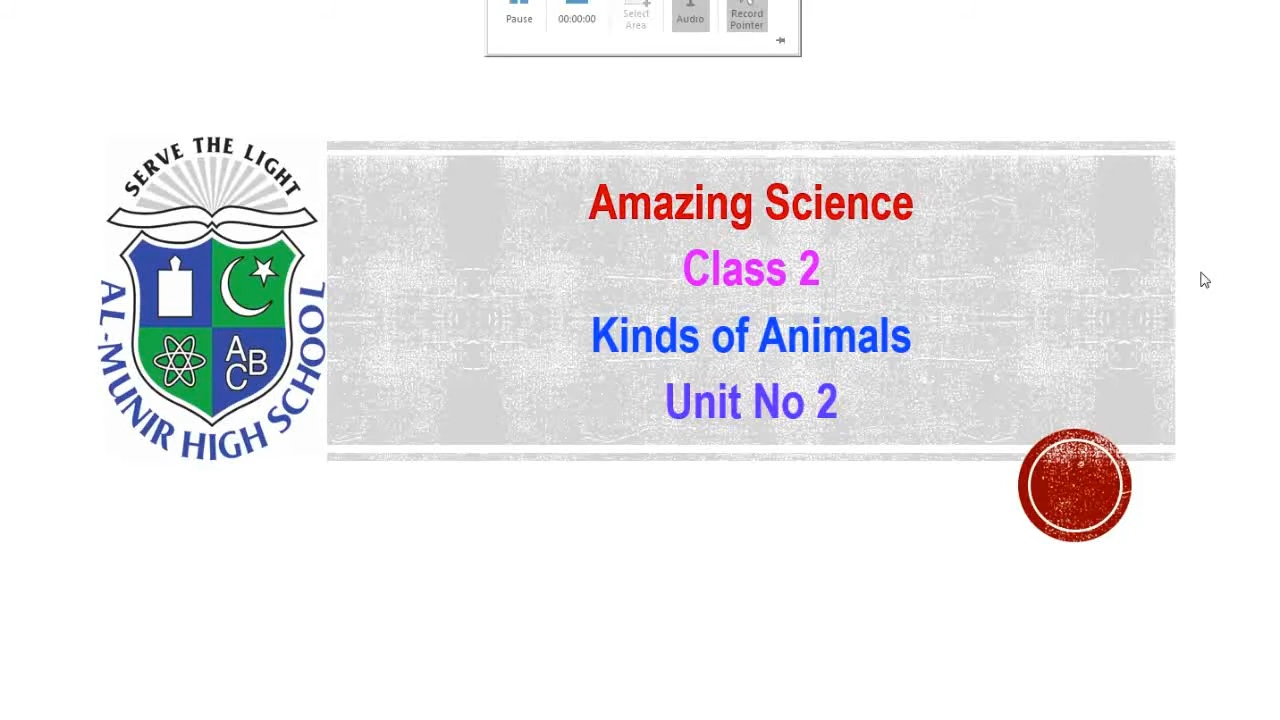 Pause
00:00:00
Select
Area
Audio
Record
Pointer
SERVE THE LIGHT
A
B
C
AL-MUNIR HIGH SCHOOL
Amazing Science
Class 2
Kinds of Animals
Unit No 2